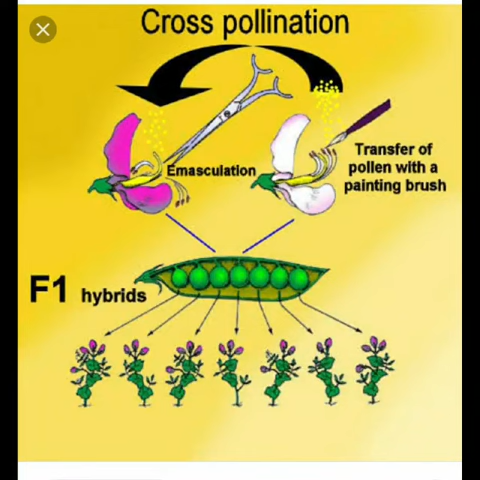 Cross pollination
Emasculation
Transfer of
pollen with a
painting brush
F1 hybrids